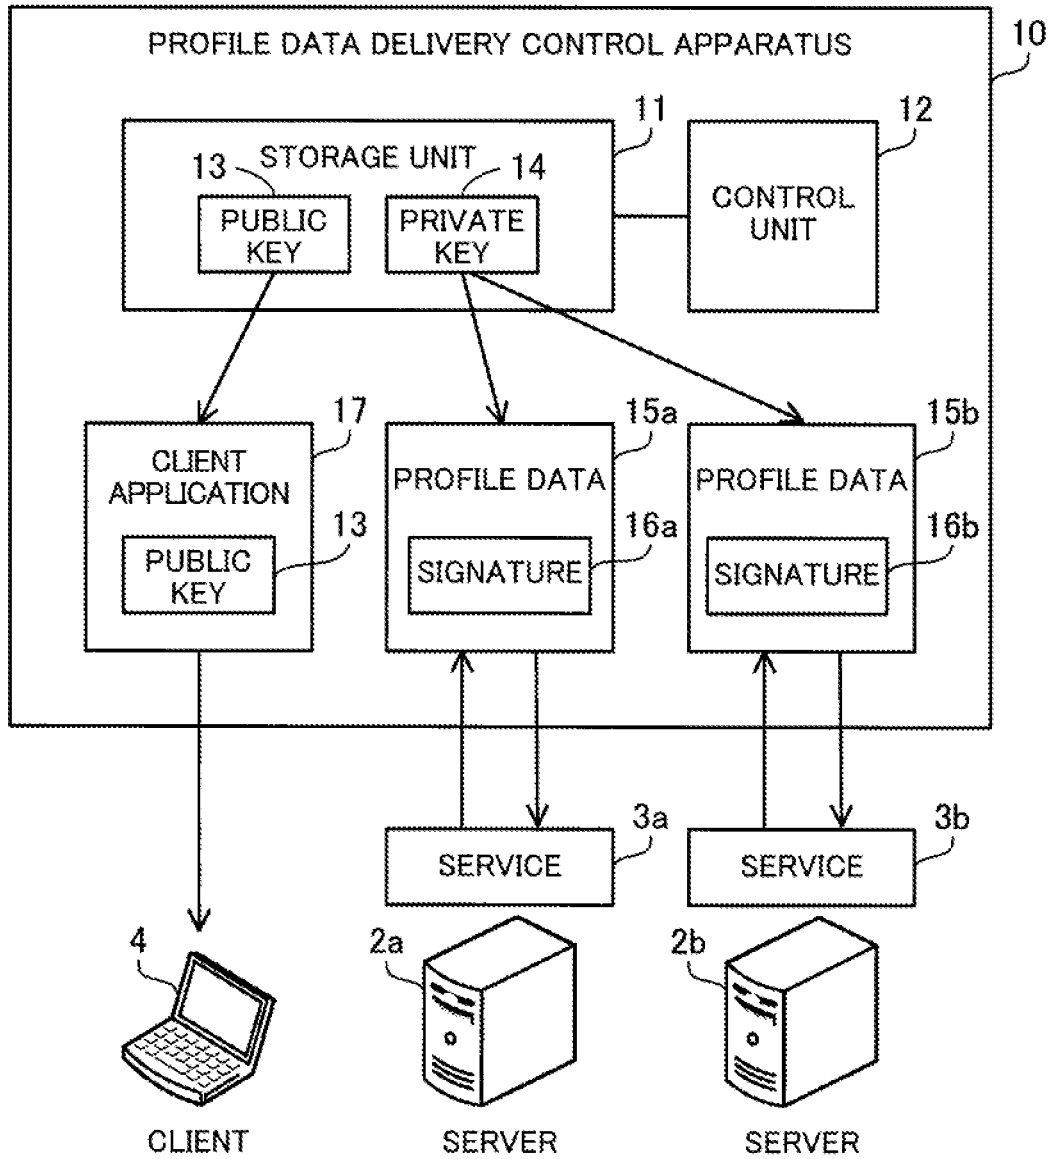 PROFILE DATA DELIVERY CONTROL APPARATUS
10
11
12
STORAGE UNIT
13
14
PUBLIC
KEY
PRIVATE
KEY
CONTROL
UNIT
17
15a
15b
CLIENT
APPLICATION
PROFILE DATA
PROFILE DATA
13
16a
16b
PUBLIC
KEY
SIGNATURE
SIGNATURE
3a
3b
SERVICE
SERVICE
4
2a
2b
CLIENT
SERVER
SERVER